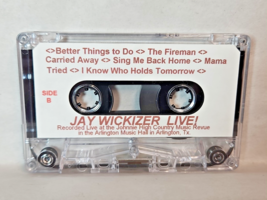 <>Better Things to Do <> The Fireman <>
Carried Away <> Sing Me Back Home <> Mama
Tried <> I Know Who Holds Tomorrow <>
SIDE
B
JAY WICKIZER LIVE!
Recorded Live at the Johnnie High Country Music Revue
in the Arlington Music Hall in Arlington, Tx.